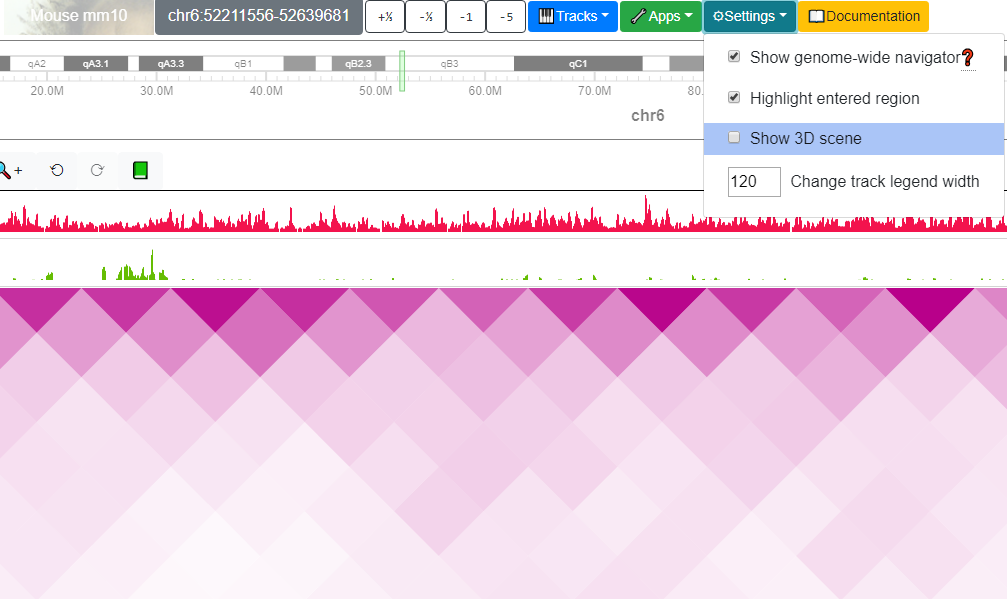 Mouse mm10 chr6:52211556-52639681 +⅓ -⅓ -1 -5 Tracks Apps Settings Documentation
Show genome-wide navigator?
qA2 qA3.1 qA3.3 qB1 qB2.3 qB3 qC1
20.0M 30.0M 40.0M 50.0M 60.0M 70.0M 80.
Highlight entered region
chr6
Show 3D scene
+
120 Change track legend width